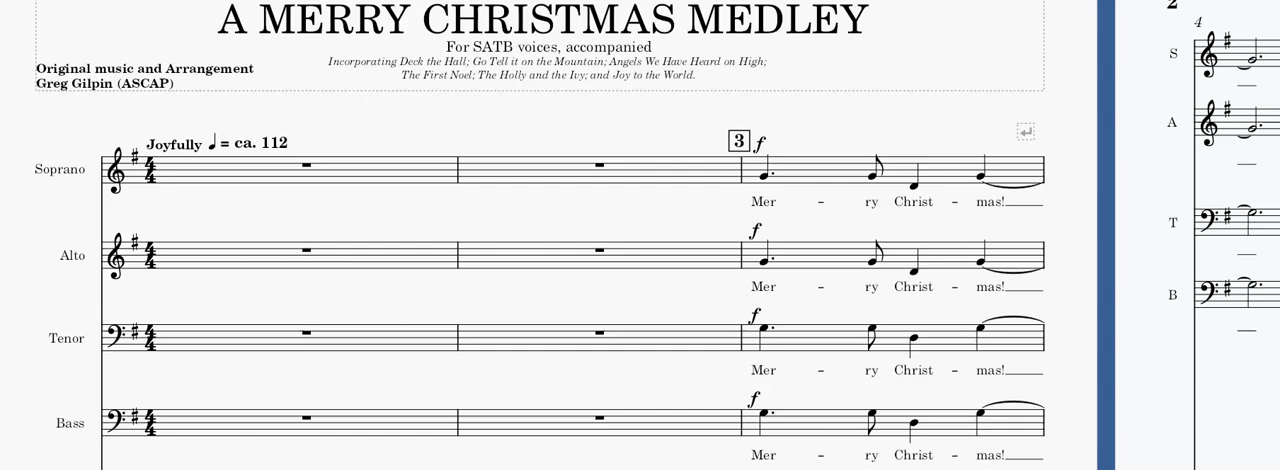 A MERRY CHRISTMAS MEDLEY
For SATB voices, accompanied
Incorporating Deck the Hall; Go Tell it on the Mountain; Angels We Have Heard on High;
The First Noel; The Holly and the Ivy; and Joy to the World.
Original music and Arrangement
Greg Gilpin (ASCAP)
Joyfully ♩ = ca. 112
3 f
Soprano
Mer - ry Christ - mas!
f
Alto
Mer - ry Christ - mas!
f
Tenor
Mer - ry Christ - mas!
f
Bass
Mer - ry Christ - mas!
2
4
S
A
T
B